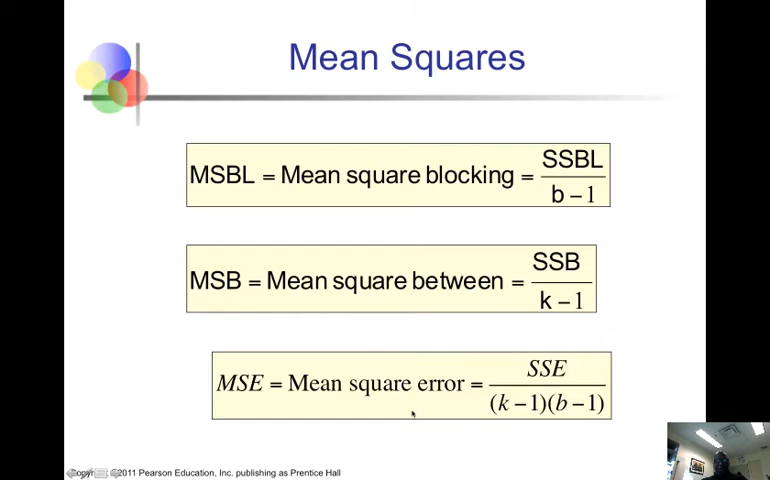 Mean Squares
MSBL = Mean square blocking = SSBL / b − 1
MSB = Mean square between = SSB / k − 1
MSE = Mean square error = SSE / (k − 1)(b − 1)
2011 Pearson Education, Inc. publishing as Prentice Hall